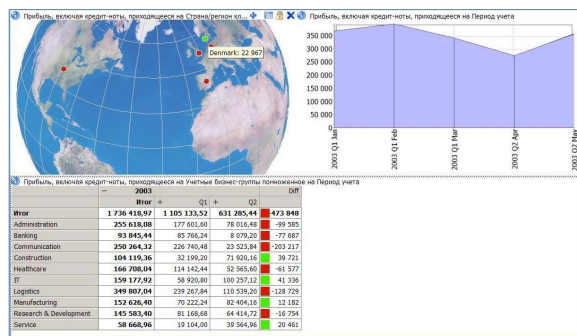 Прибыль, включая кредит-ноты, приходящееся на Страна/регион кл...
Denmark: 22 967
Прибыль, включая кредит-ноты, приходящееся на Период учета
350 000
300 000
250 000
200 000
150 000
100 000
50 000
0
2003 Q1 Jan
2003 Q1 Feb
2003 Q1 Mar
2003 Q2 Apr
2003 Q2 May
Прибыль, включая кредит-ноты, приходящееся на Учетные бизнес-группы помноженное на Период учета
− 2003 Diff
Итог + Q1 + Q2
Итог 1 736 418,97 1 105 133,52 631 285,44 -473 848
Administration 255 618,08 177 601,60 78 016,48 -99 585
Banking 93 845,44 85 766,24 8 079,20 -77 687
Communication 250 264,32 226 740,48 23 523,84 -203 217
Construction 104 119,36 32 199,20 71 920,16 39 721
Healthcare 166 708,04 114 142,44 52 565,60 -61 577
IT 159 177,92 58 920,80 100 257,12 41 336
Logistics 349 807,04 239 267,84 110 539,20 -128 729
Manufacturing 152 626,40 70 222,24 82 404,16 12 182
Research & Development 145 583,40 81 168,68 64 414,72 -16 754
Service 58 668,96 19 104,00 39 564,96 20 461